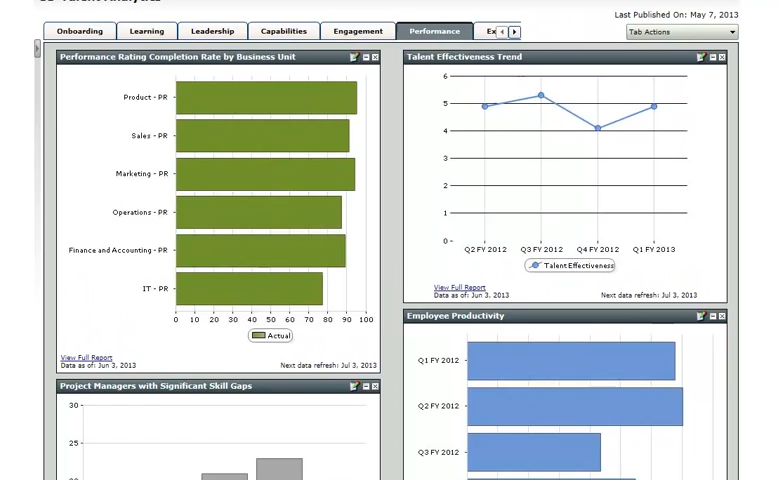 Last Published On: May 7, 2013
Onboarding Learning Leadership Capabilities Engagement Performance
Tab Actions
Performance Rating Completion Rate by Business Unit
Product - PR
Sales - PR
Marketing - PR
Operations - PR
Finance and Accounting - PR
IT - PR
0 10 20 30 40 50 60 70 80 90 100
Actual
View Full Report
Data as of: Jun 3, 2013 Next data refresh: Jul 3, 2013
Talent Effectiveness Trend
6
5
4
3
2
1
0
Q2 FY 2012 Q3 FY 2012 Q4 FY 2012 Q1 FY 2013
Talent Effectiveness
View Full Report
Data as of: Jun 3, 2013 Next data refresh: Jul 3, 2013
Project Managers with Significant Skill Gaps
30
25
Employee Productivity
Q1 FY 2012
Q2 FY 2012
Q3 FY 2012